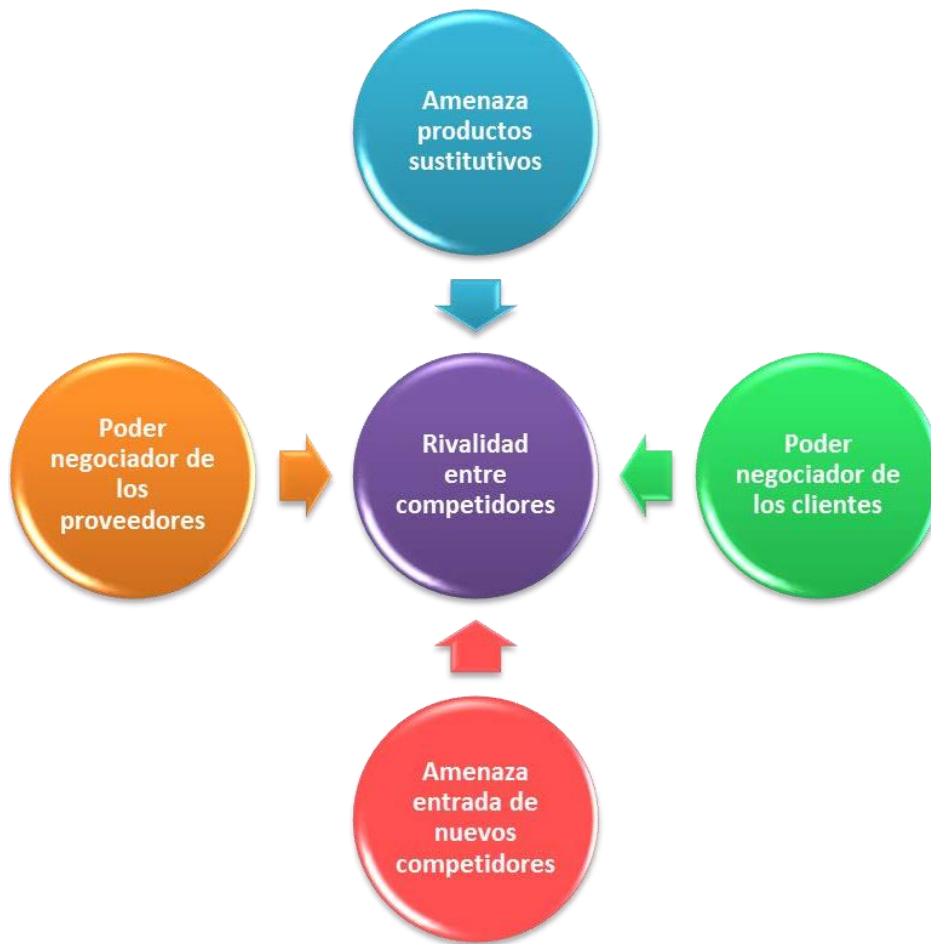 Amenaza
productos
sustitutivos
Poder
negociador de
los
proveedores
Rivalidad
entre
competidores
Poder
negociador de
los clientes
Amenaza
entrada de
nuevos
competidores